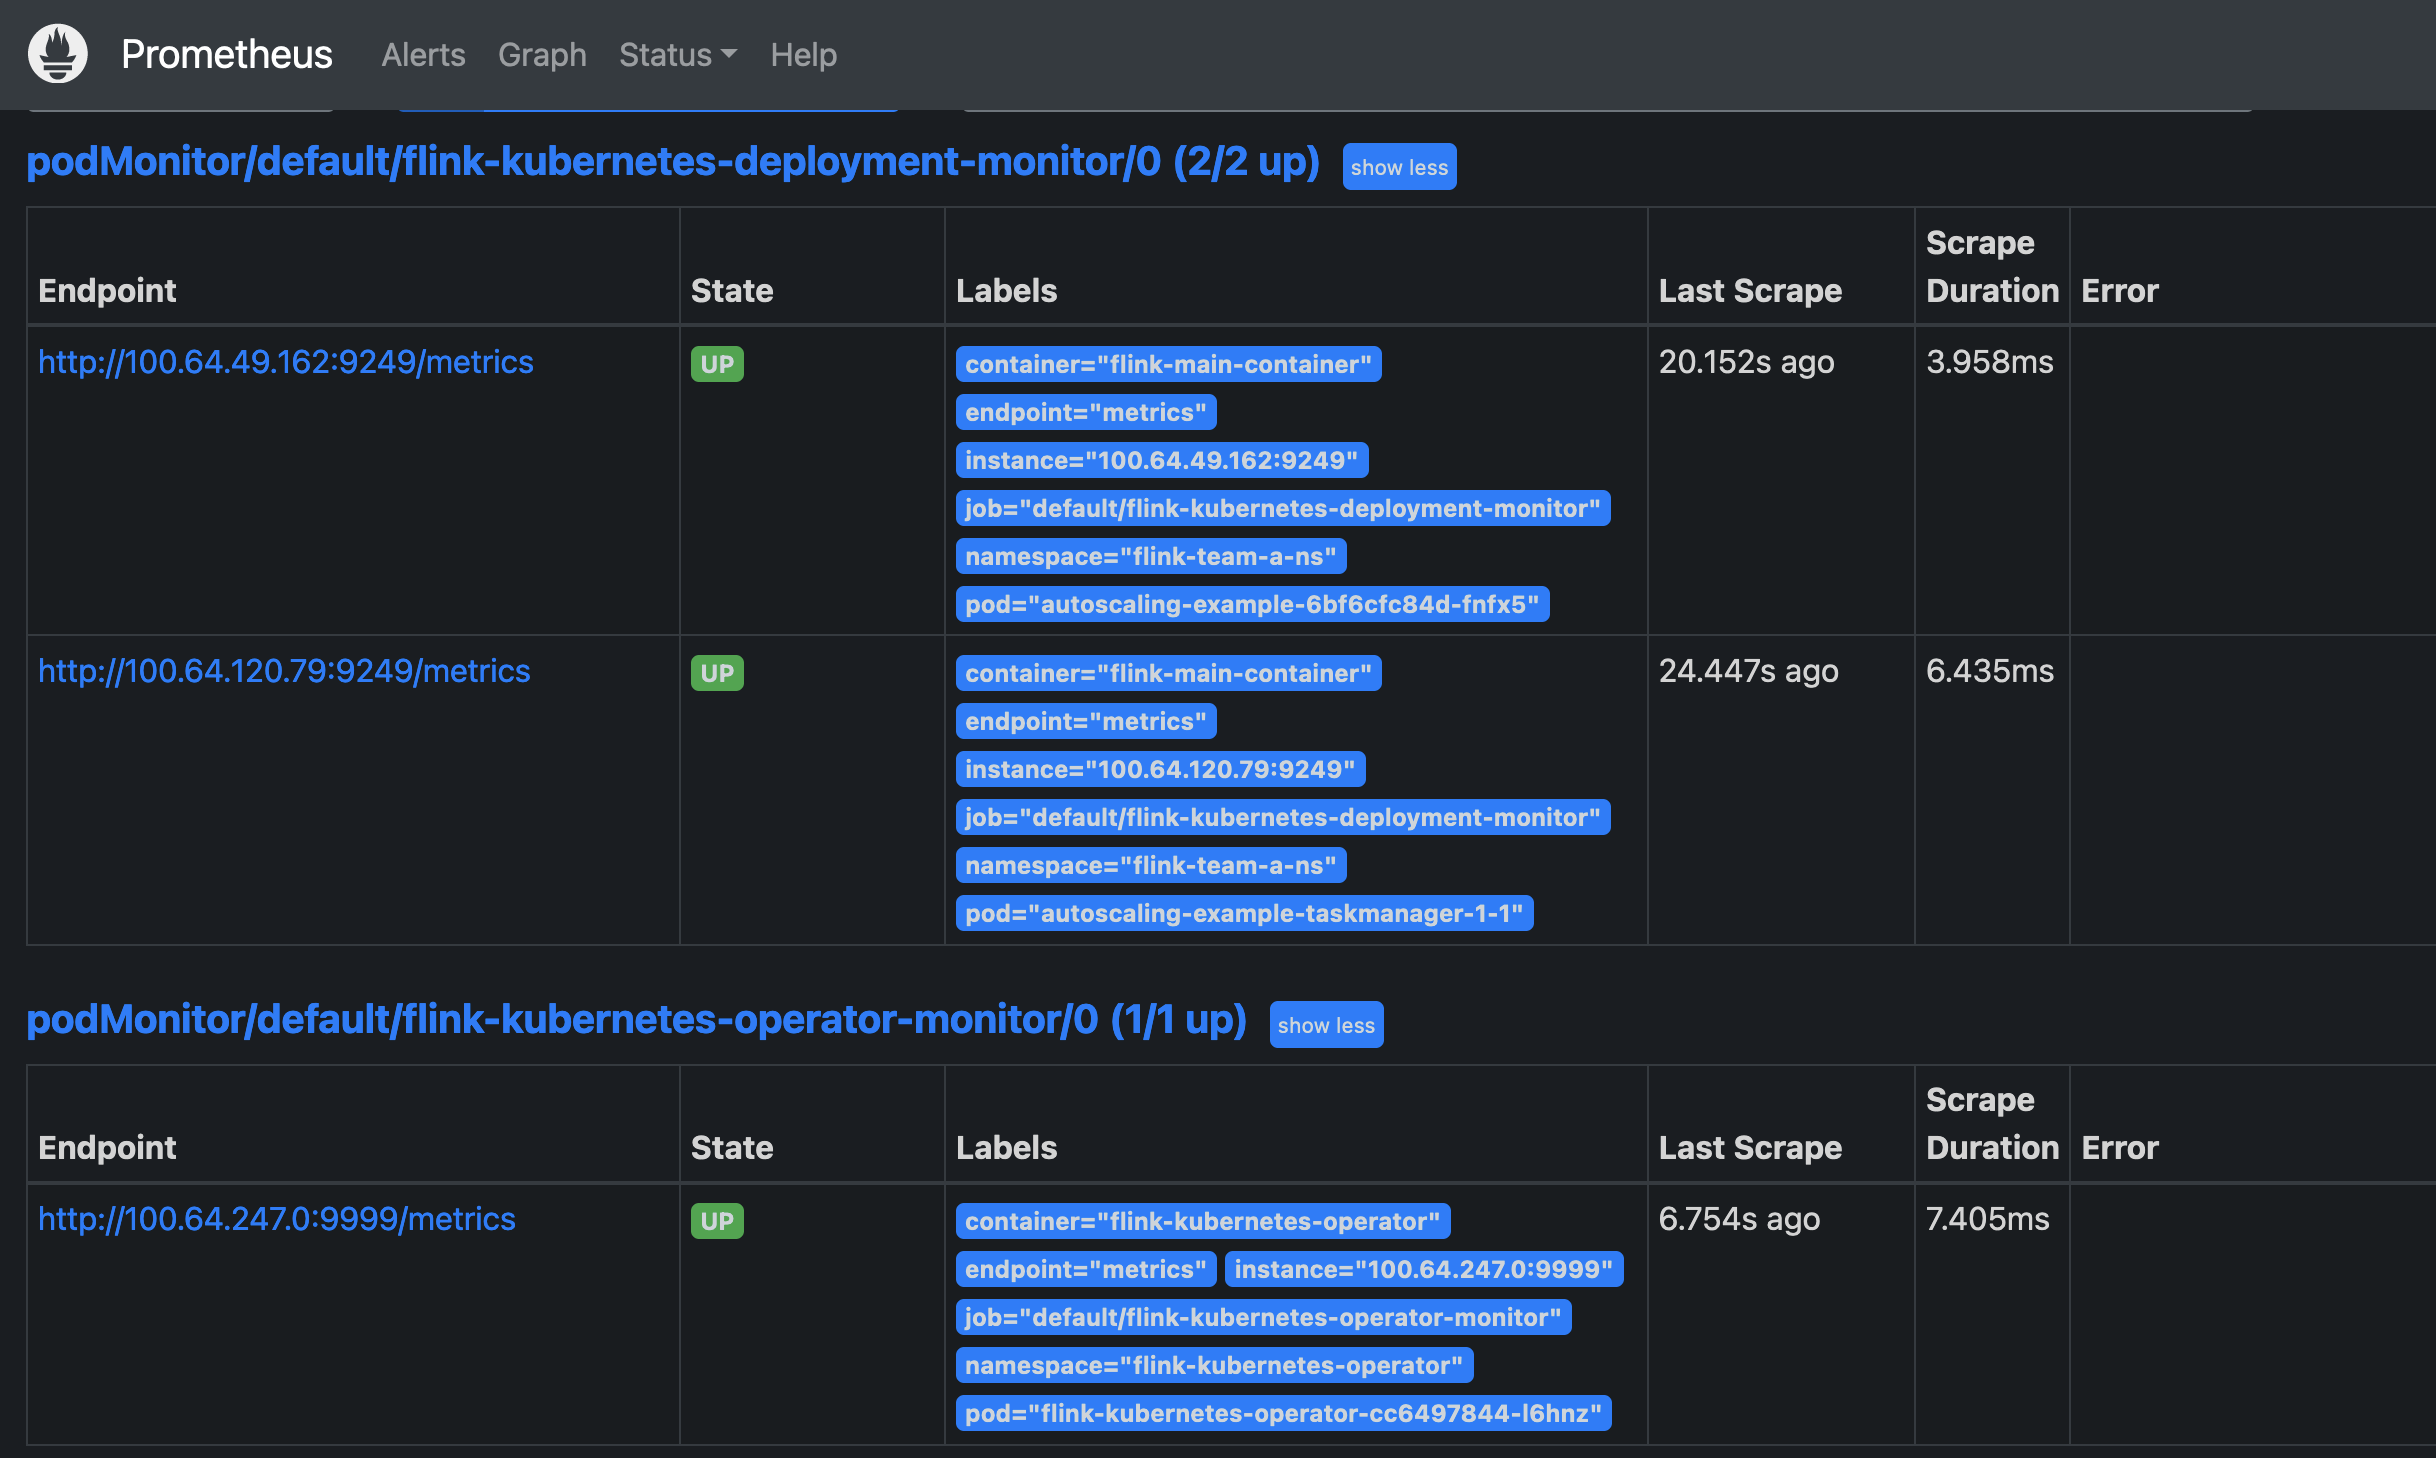 Prometheus Alerts Graph Status Help
podMonitor/default/flink-kubernetes-deployment-monitor/0 (2/2 up) show less
Endpoint State Labels Last Scrape Scrape Duration Error
http://100.64.49.162:9249/metrics UP container="flink-main-container" 20.152s ago 3.958ms
endpoint="metrics"
instance="100.64.49.162:9249"
job="default/flink-kubernetes-deployment-monitor"
namespace="flink-team-a-ns"
pod="autoscaling-example-6bf6cfc84d-fnfx5"
http://100.64.120.79:9249/metrics UP container="flink-main-container" 24.447s ago 6.435ms
endpoint="metrics"
instance="100.64.120.79:9249"
job="default/flink-kubernetes-deployment-monitor"
namespace="flink-team-a-ns"
pod="autoscaling-example-taskmanager-1-1"
podMonitor/default/flink-kubernetes-operator-monitor/0 (1/1 up) show less
Endpoint State Labels Last Scrape Scrape Duration Error
http://100.64.247.0:9999/metrics UP container="flink-kubernetes-operator" 6.754s ago 7.405ms
endpoint="metrics" instance="100.64.247.0:9999"
job="default/flink-kubernetes-operator-monitor"
namespace="flink-kubernetes-operator"
pod="flink-kubernetes-operator-cc6497844-l6hnz"